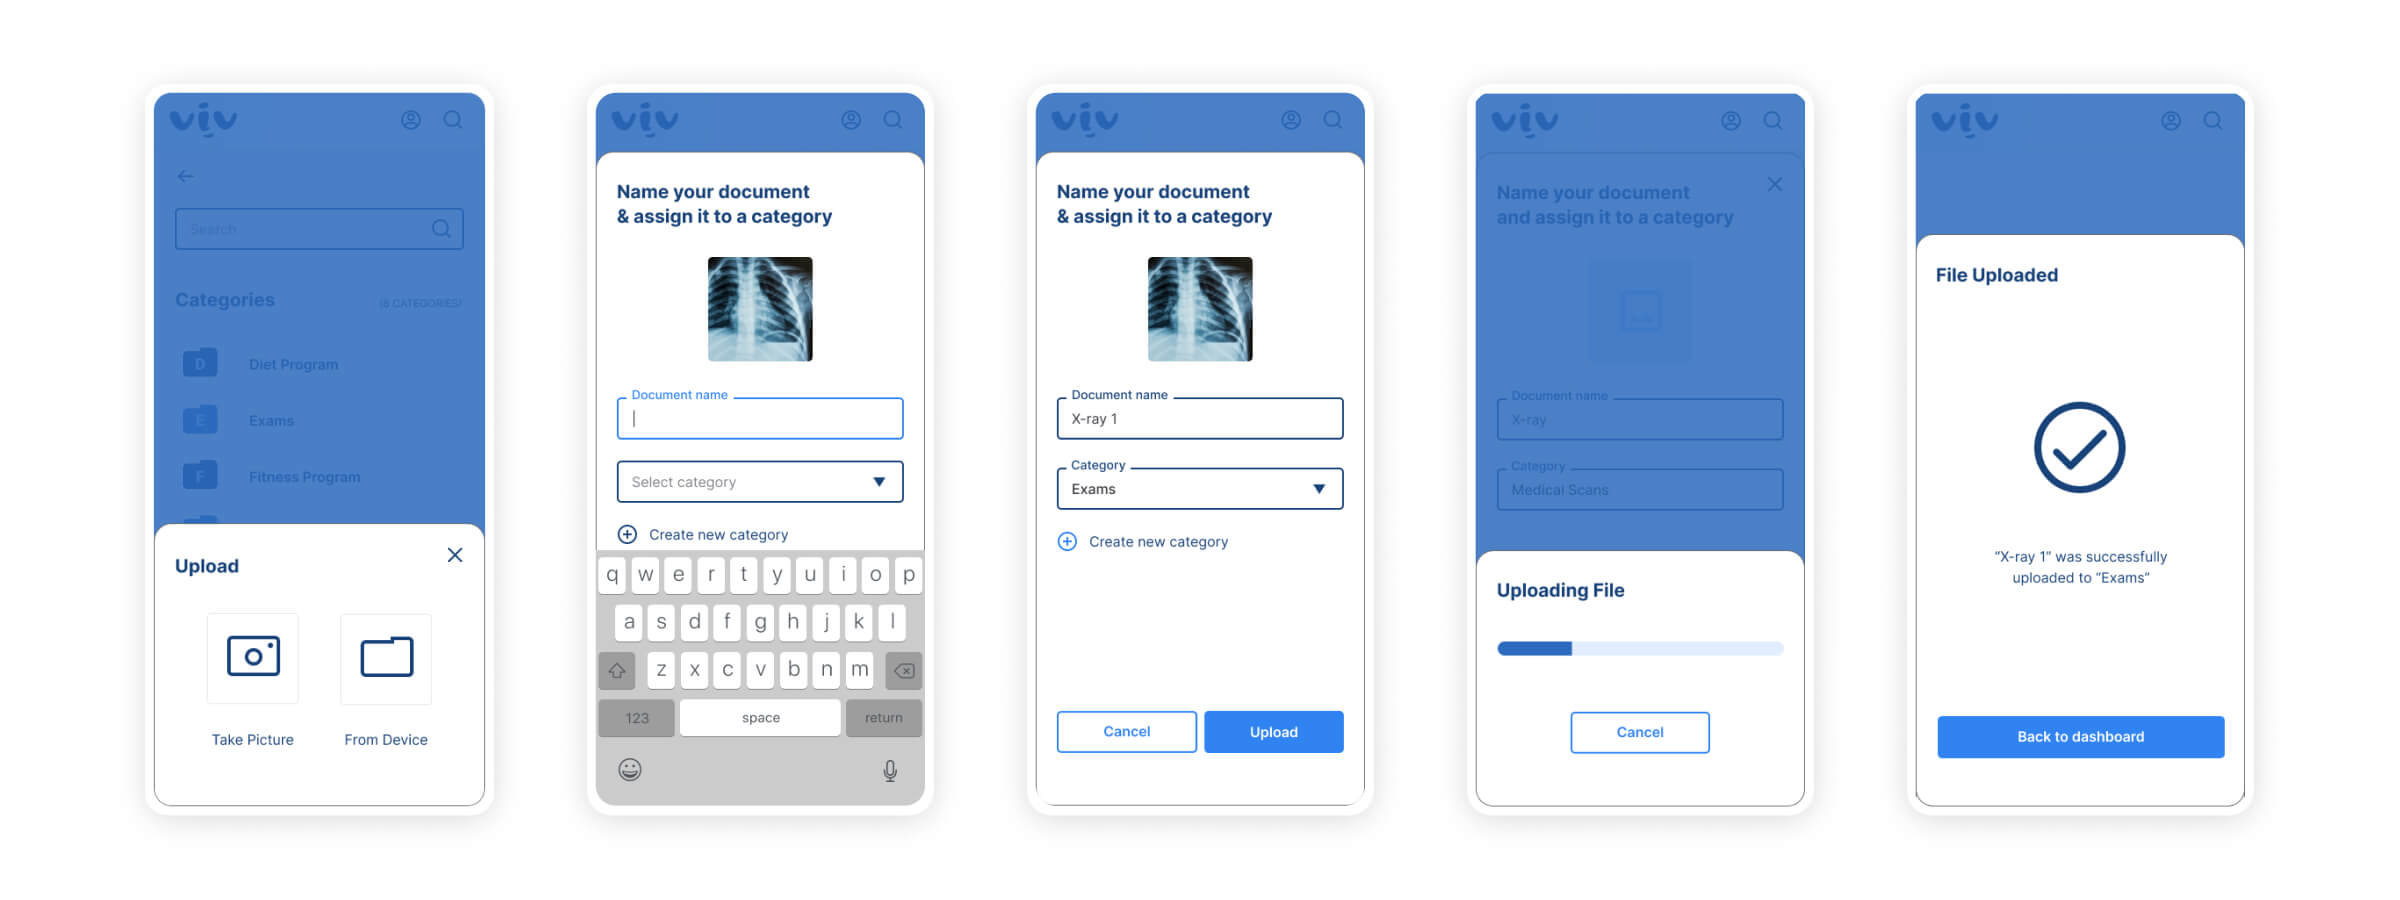 viv
Search
Categories
(8 CATEGORIES)
D
Diet Program
E
Exams
F
Fitness Program
Upload
Take Picture
From Device
viv
Name your document
& assign it to a category
Document name
Select category
Create new category
q w e r t y u i o p
a s d f g h j k l
z x c v b n m
123 space return
viv
Name your document
& assign it to a category
Document name
X-ray 1
Category
Exams
Create new category
Cancel
Upload
viv
Name your document
and assign it to a category
Document name
X-ray
Category
Medical Scans
Uploading File
Cancel
viv
File Uploaded
“X-ray 1” was successfully
uploaded to “Exams”
Back to dashboard